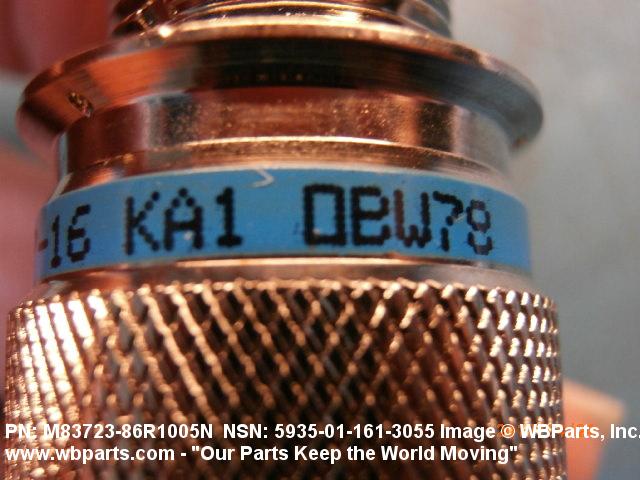 -16 KA1 0BW78
PN: M83723-86R1005N NSN: 5935-01-161-3055 Image © WBParts, Inc.
www.wbparts.com - "Our Parts Keep the World Moving"